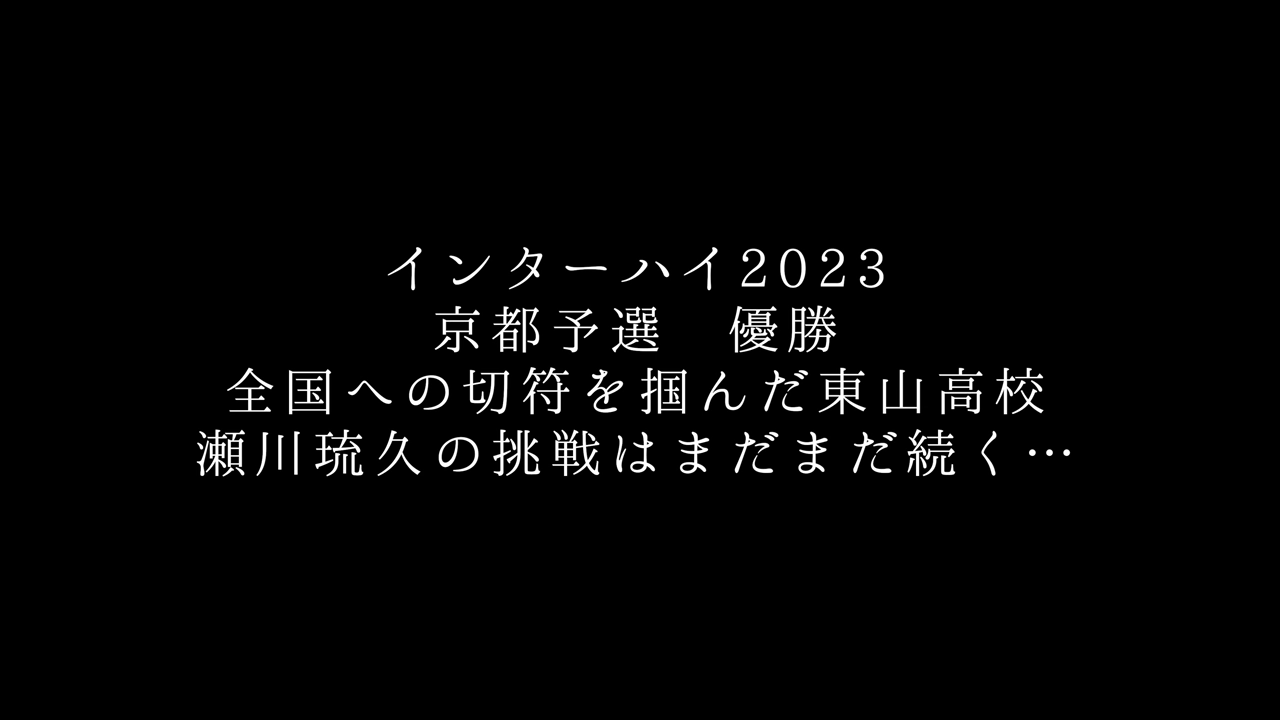 インターハイ2023
京都予選　優勝
全国への切符を掴んだ東山高校
瀬川琉久の挑戦はまだまだ続く…